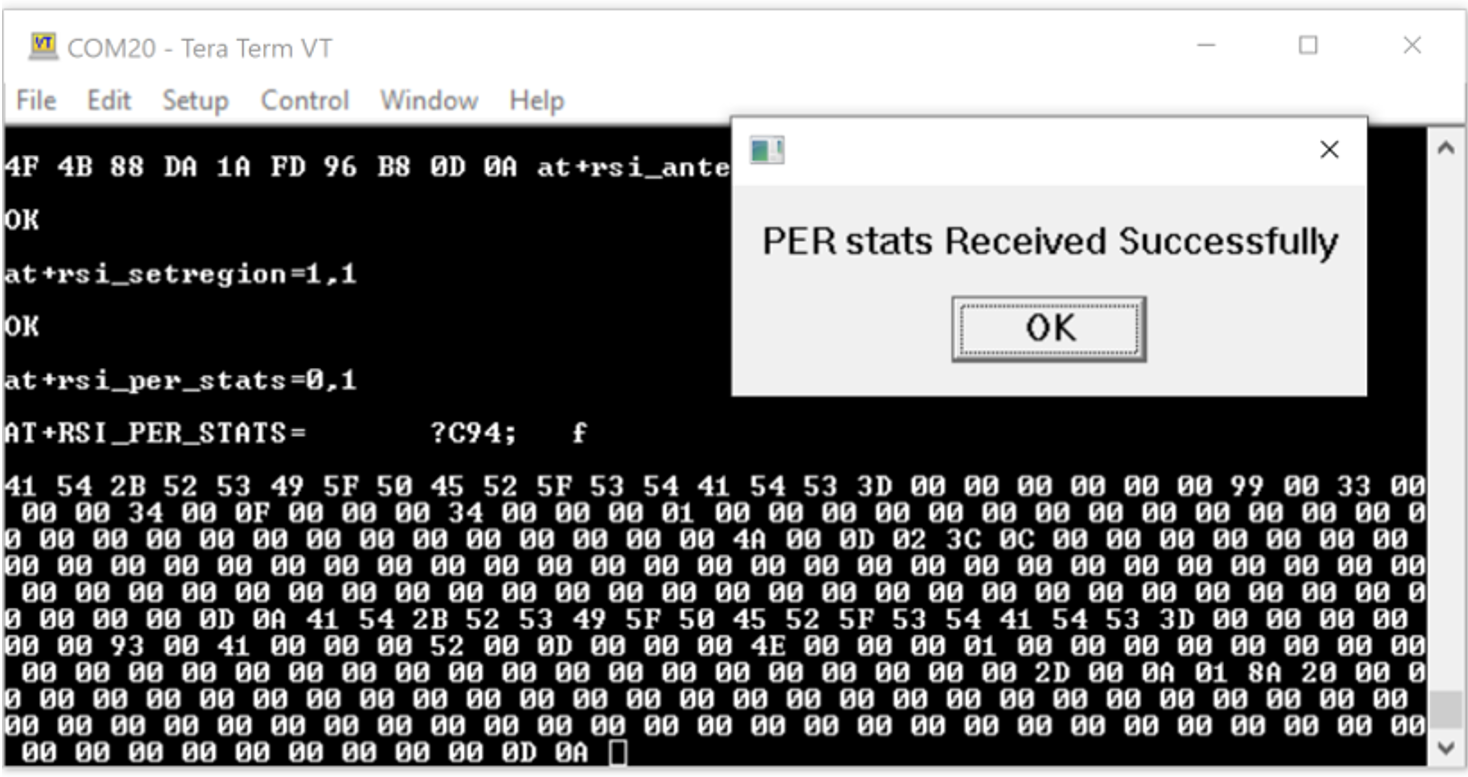 COM20 - Tera Term VT
File Edit Setup Control Window Help
4F 4B 88 DA 1A FD 96 B8 0D 0A at+rsi_ante
OK
at+rsi_setregion=1,1
OK
at+rsi_per_stats=0,1
AT+RSI_PER_STATS= ?C94; f
41 54 2B 52 53 49 5F 50 45 52 5F 53 54 41 54 53 3D 00 00 00 00 00 00 99 00 33 00
00 00 34 00 0F 00 00 00 34 00 00 00 01 00 00 00 00 00 00 00 00 00 00 00 00 00 0
0 00 00 00 00 00 00 00 00 00 00 00 00 00 4A 00 0D 02 3C 0C 00 00 00 00 00 00 00
00 00 00 00 00 00 00 00 00 00 00 00 00 00 00 00 00 00 00 00 00 00 00 00 00 00 00
00 00 00 00 00 00 00 00 00 00 00 00 00 00 00 00 00 00 00 00 00 00 00 00 00 00 0
0 00 00 00 0D 0A 41 54 2B 52 53 49 5F 50 45 52 5F 53 54 41 54 53 3D 00 00 00 00
00 00 93 00 41 00 00 00 52 00 0D 00 00 00 4E 00 00 00 01 00 00 00 00 00 00 00 00
00 00 00 00 00 00 00 00 00 00 00 00 00 00 00 00 00 00 00 2D 00 0A 01 8A 20 00 0
0 00 00 00 00 00 00 00 00 00 00 00 00 00 00 00 00 00 00 00 00 00 00 00 00 00 00
00 00 00 00 00 00 00 00 00 00 00 00 00 00 00 00 00 00 00 00 00 00 00 00 00 00 00
00 00 00 00 00 00 00 00 00 0D 0A
PER stats Received Successfully
OK